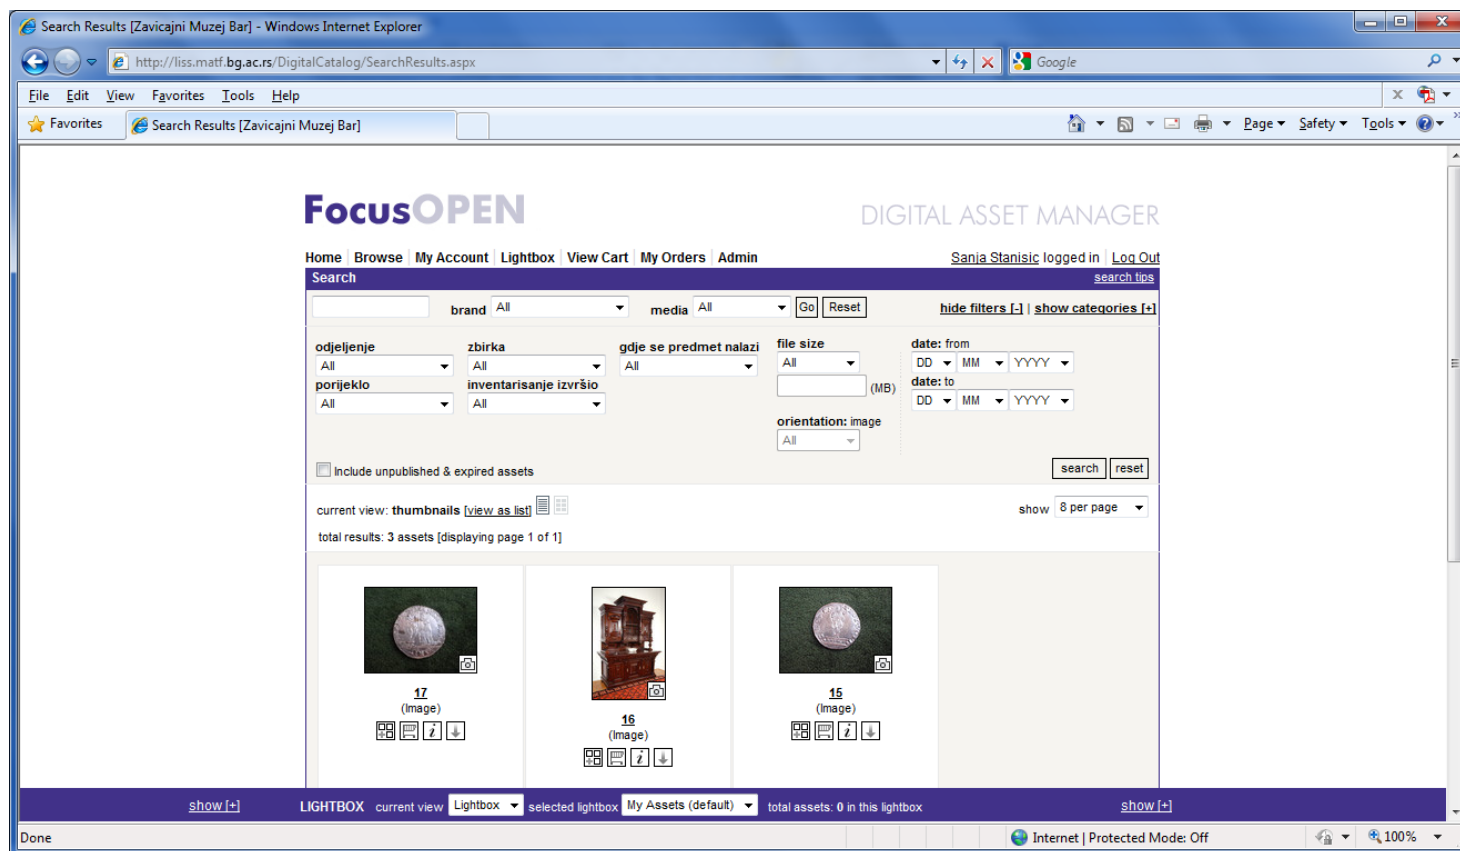 Search Results [Zavicajni Muzej Bar] - Windows Internet Explorer
http://liss.matf.bg.ac.rs/DigitalCatalog/SearchResults.aspx
Google
File Edit View Favorites Tools Help
Favorites Search Results [Zavicajni Muzej Bar] Page Safety Tools
FocusOPEN DIGITAL ASSET MANAGER
Home Browse My Account Lightbox View Cart My Orders Admin Sanja Stanisic logged in Log Out
Search search tips
brand All media All Go Reset hide filters [-] | show categories [+]
odjeljenje zbirka gdje se predmet nalazi file size date: from
All All All All DD MM YYYY
porijeklo inventarisanje izvršio (MB) date: to
All All DD MM YYYY
orientation: image
All
Include unpublished & expired assets search reset
current view: thumbnails [view as list] show 8 per page
total results: 3 assets [displaying page 1 of 1]
17
(Image)
16
(Image)
15
(Image)
show [+] LIGHTBOX current view Lightbox selected lightbox My Assets (default) total assets: 0 in this lightbox show [+]
Done Internet | Protected Mode: Off 100%